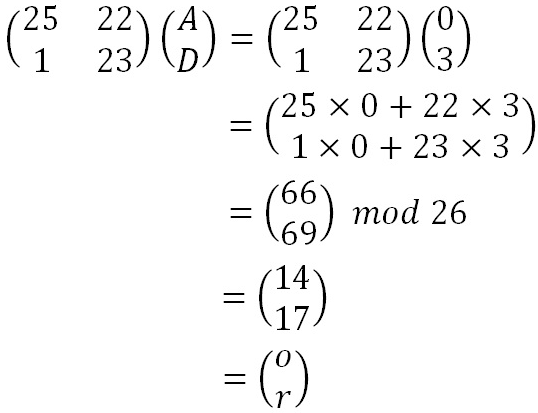 (25 22 1 23)(A D) = (25 22 1 23)(0 3)
= (25 × 0 + 22 × 3 1 × 0 + 23 × 3)
= (66 69) mod 26
= (14 17)
= (o r)